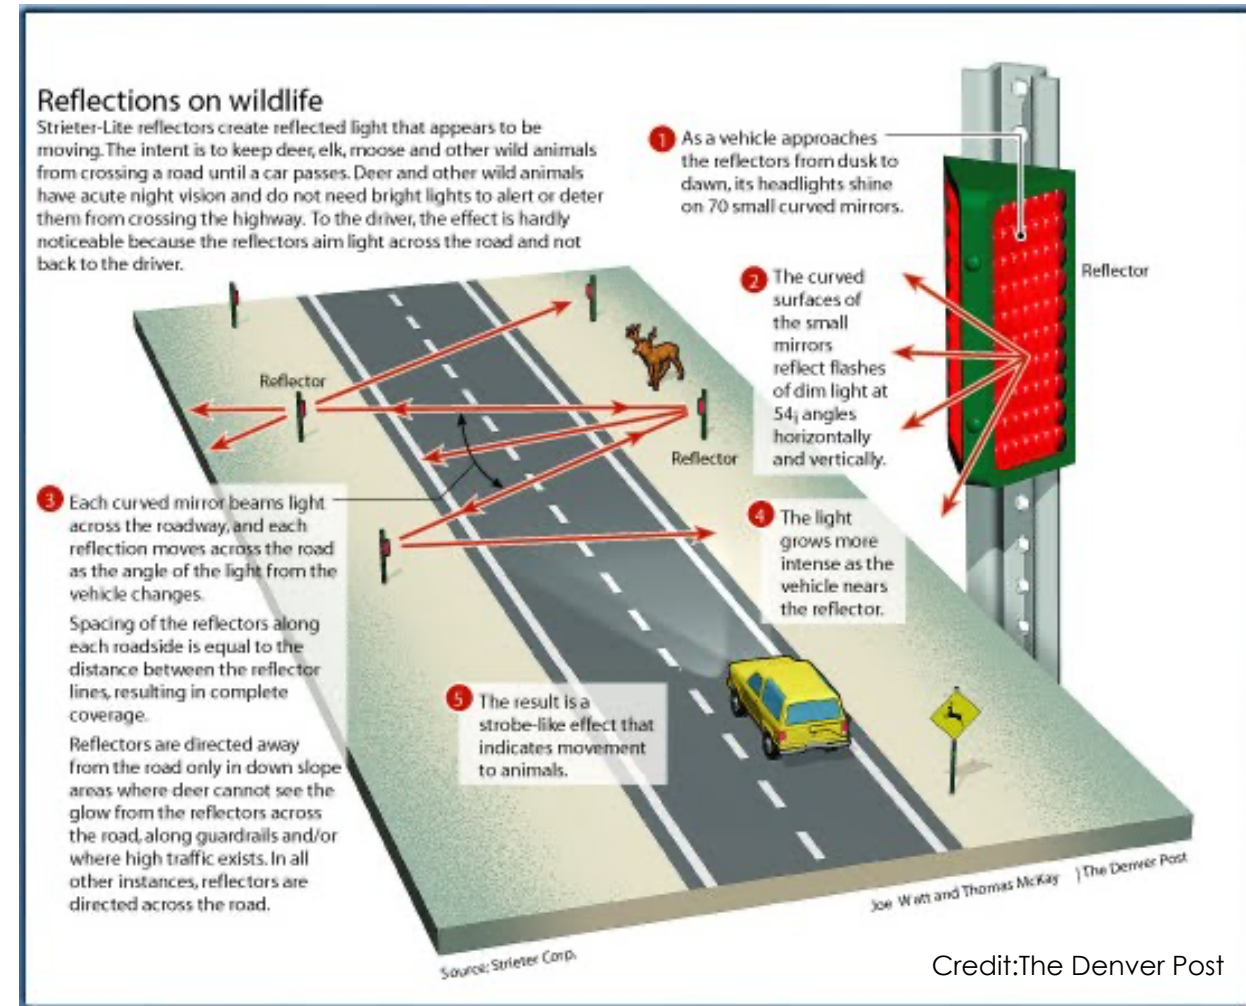 Reflections on wildlife
Strieter-Lite reflectors create reflected light that appears to be
moving. The intent is to keep deer, elk, moose and other wild animals
from crossing a road until a car passes. Deer and other wild animals
have acute night vision and do not need bright lights to alert or deter
them from crossing the highway. To the driver, the effect is hardly
noticeable because the reflectors aim light across the road and not
back to the driver.
1 As a vehicle approaches
the reflectors from dusk to
dawn, its headlights shine
on 70 small curved mirrors.
Reflector
2 The curved
surfaces of
the small
mirrors
reflect flashes
of dim light at
54¡ angles
horizontally
and vertically.
Reflector
Reflector
3 Each curved mirror beams light
across the roadway, and each
reflection moves across the road
as the angle of the light from the
vehicle changes.
Spacing of the reflectors along
each roadside is equal to the
distance between the reflector
lines, resulting in complete
coverage.
Reflectors are directed away
from the road only in down slope
areas where deer cannot see the
glow from the reflectors across
the road, along guardrails and/or
where high traffic exists. In all
other instances, reflectors are
directed across the road.
4 The light
grows more
intense as the
vehicle nears
the reflector.
5 The result is a
strobe-like effect that
indicates movement
to animals.
Source: Strieter Corp.
Joe Watt and Thomas McKay } The Denver Post
Credit:The Denver Post